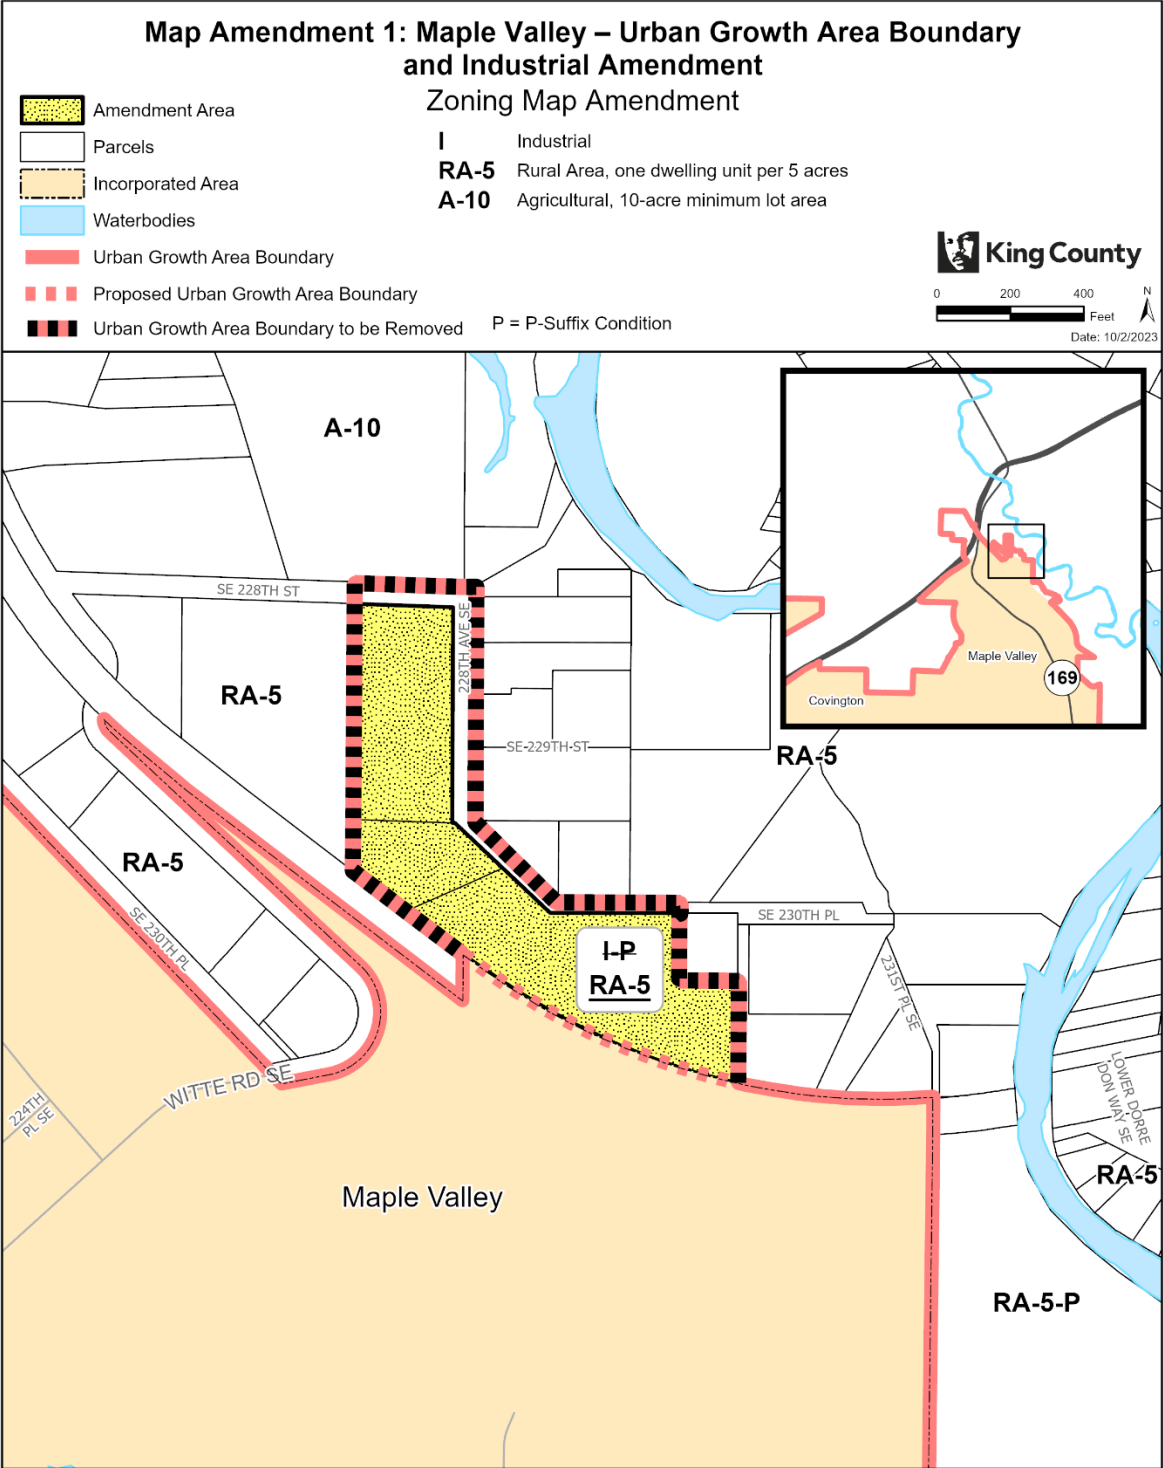 Map Amendment 1: Maple Valley – Urban Growth Area Boundary
and Industrial Amendment
Zoning Map Amendment
Amendment Area
Parcels
Incorporated Area
Waterbodies
Urban Growth Area Boundary
Proposed Urban Growth Area Boundary
Urban Growth Area Boundary to be Removed
I Industrial
RA-5 Rural Area, one dwelling unit per 5 acres
A-10 Agricultural, 10-acre minimum lot area
P = P-Suffix Condition
King County
0 200 400
Feet
N
Date: 10/2/2023
A-10
SE 228TH ST
228TH AVE SE
RA-5
SE 229TH ST
RA-5
Maple Valley
169
Covington
RA-5
SE 230TH PL
SE 230TH PL
I-P
RA-5
231ST PL SE
WITTE RD SE
224TH
PL SE
LOWER DORRE
DON WAY SE
RA-5
Maple Valley
RA-5-P